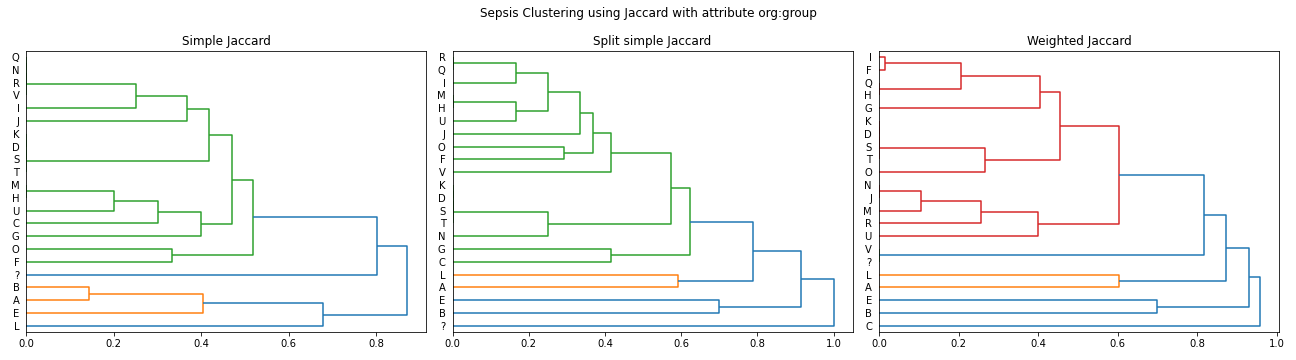 Sepsis Clustering using Jaccard with attribute org:group
Simple Jaccard
Q
N
R
V
I
J
K
D
S
T
M
H
U
C
G
O
F
?
B
A
E
L
0.0 0.2 0.4 0.6 0.8
Split simple Jaccard
R
Q
I
M
H
U
J
O
F
V
K
D
S
T
N
G
C
L
A
E
B
?
0.0 0.2 0.4 0.6 0.8 1.0
Weighted Jaccard
I
F
Q
H
G
K
D
S
T
O
N
J
M
R
U
V
?
L
A
E
B
C
0.0 0.2 0.4 0.6 0.8 1.0